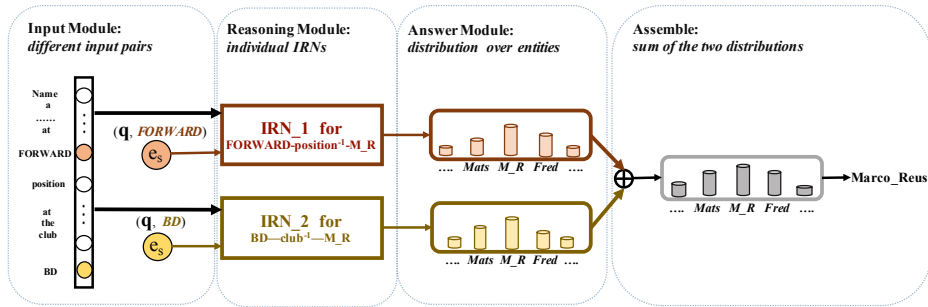 Input Module:
different input pairs
Name
a
......
at
FORWARD
position
at
the
club
BD
(q, FORWARD)
e_s
(q, BD)
e_s
Reasoning Module:
individual IRNs
IRN_1 for
FORWARD-position⁻¹-M_R
IRN_2 for
BD—club⁻¹—M_R
Answer Module:
distribution over entities
.... Mats M_R Fred ....
.... Mats M_R Fred ....
Assemble:
sum of the two distributions
.... Mats M_R Fred ....
Marco_Reus